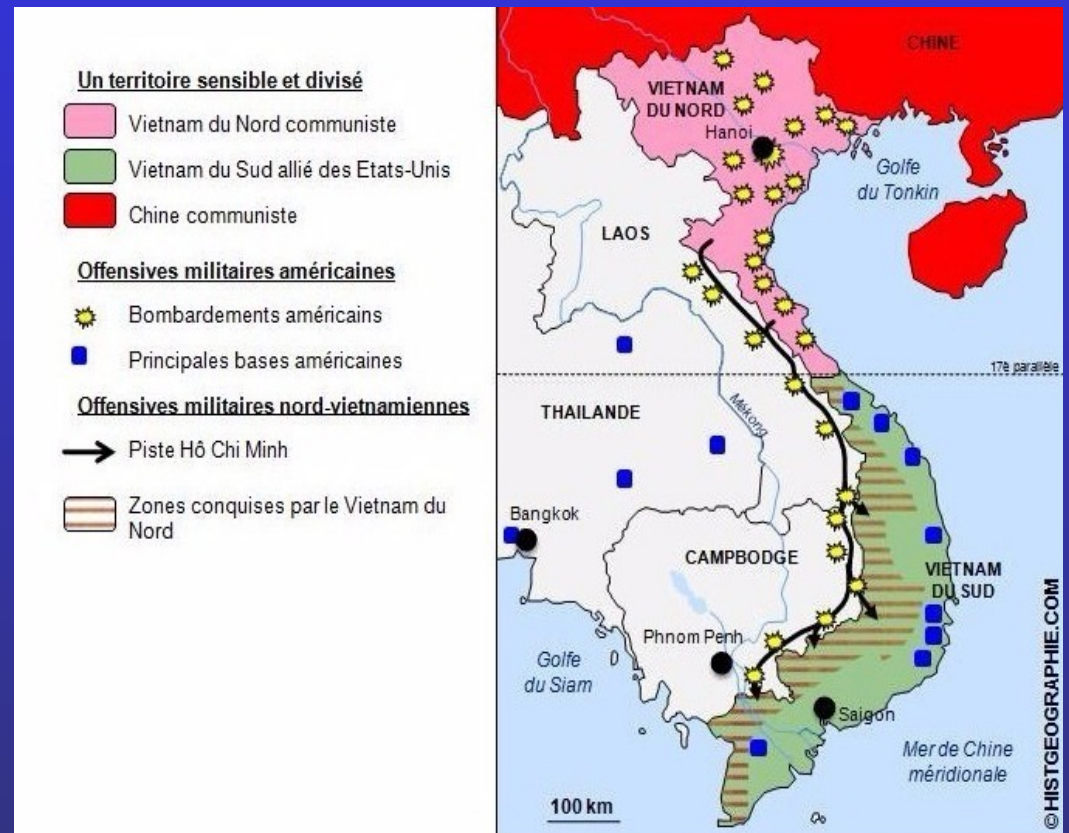 Un territoire sensible et divisé
Vietnam du Nord communiste
Vietnam du Sud allié des Etats-Unis
Chine communiste
Offensives militaires américaines
Bombardements américains
Principales bases américaines
Offensives militaires nord-vietnamiennes
Piste Hô Chi Minh
Zones conquises par le Vietnam du
Nord
CHINE
VIETNAM
DU NORD
Hanoi
Golfe
du Tonkin
LAOS
17è parallèle
THAILANDE
Mékong
Bangkok
CAMPBODGE
VIETNAM
DU SUD
Phnom Penh
Golfe
du Siam
Saigon
Mer de Chine
méridionale
100 km
©HISTGEOGRAPHIE.COM